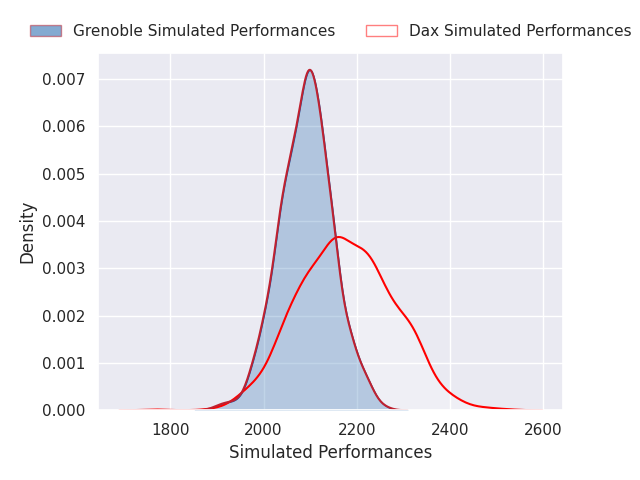 Grenoble Simulated Performances Dax Simulated Performances
0.007
0.006
0.005
0.004
0.003
0.002
0.001
0.000
Density
1800 2000 2200 2400 2600
Simulated Performances